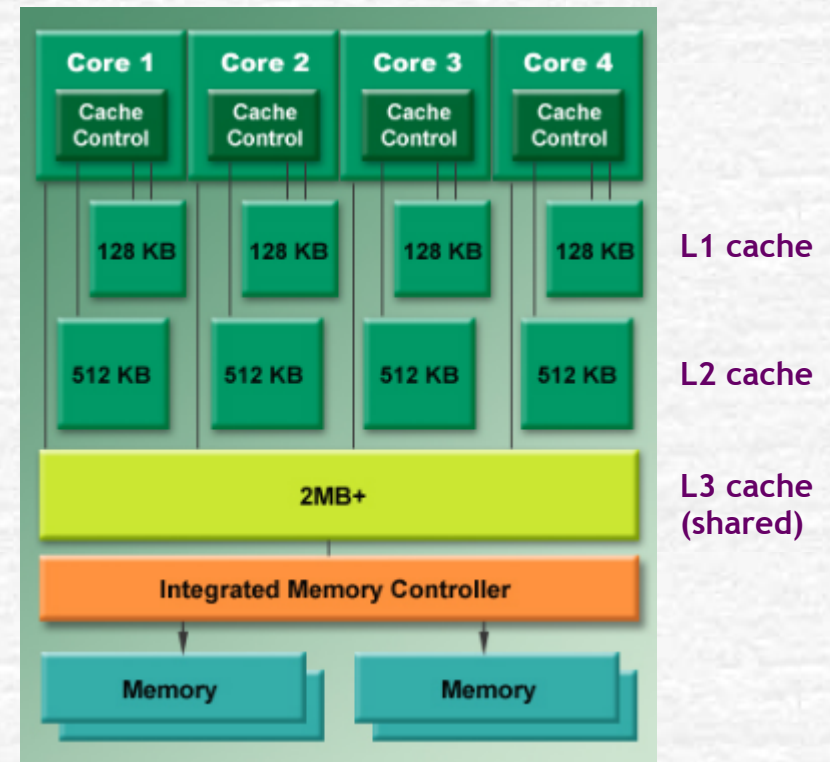 Core 1 Core 2 Core 3 Core 4
Cache Cache Cache Cache
Control Control Control Control
128 KB 128 KB 128 KB 128 KB L1 cache
512 KB 512 KB 512 KB 512 KB L2 cache
2MB+ L3 cache
(shared)
Integrated Memory Controller
Memory Memory